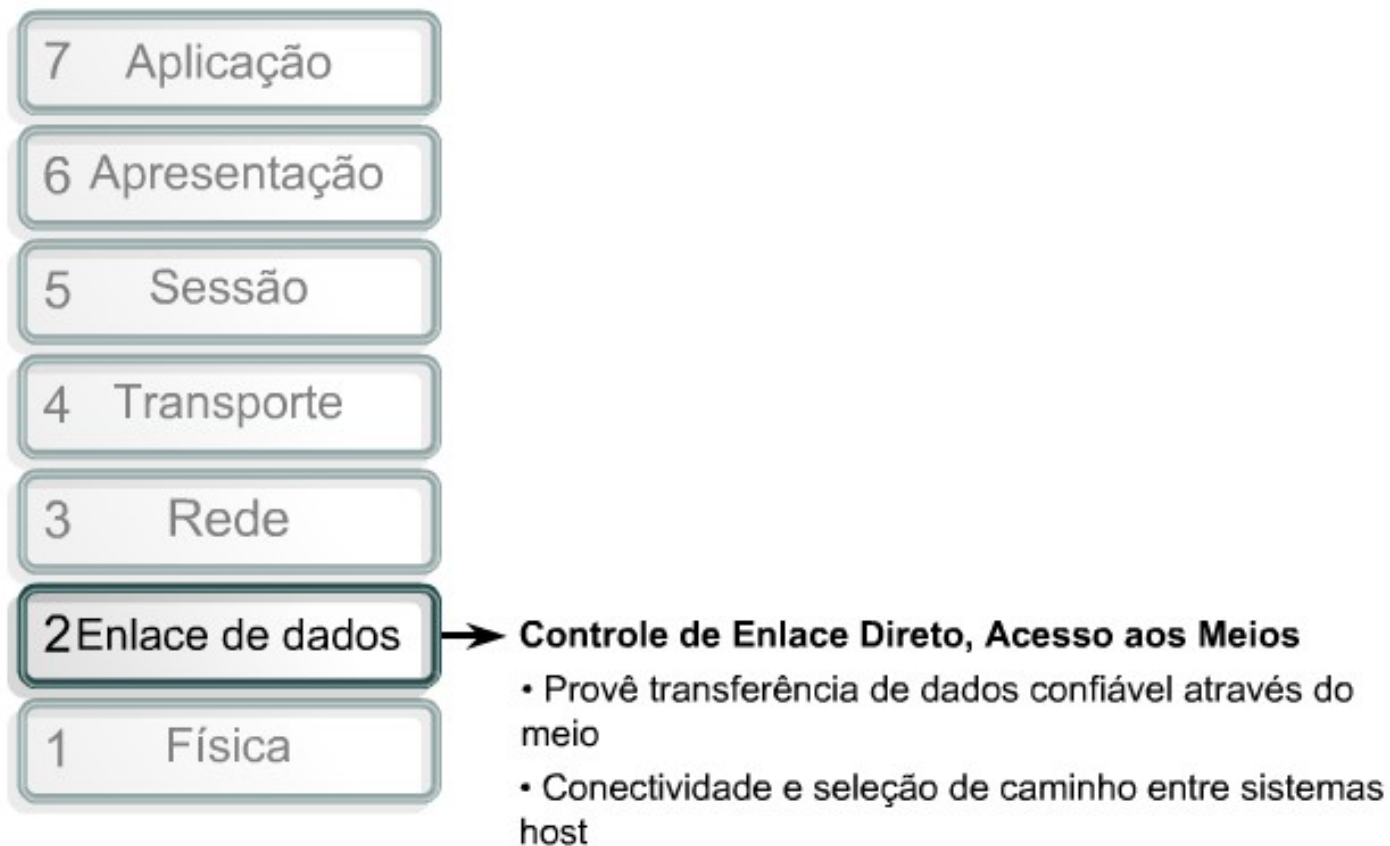 7 Aplicação
6 Apresentação
5 Sessão
4 Transporte
3 Rede
2 Enlace de dados
Controle de Enlace Direto, Acesso aos Meios
• Provê transferência de dados confiável através do
meio
• Conectividade e seleção de caminho entre sistemas
host
1 Física